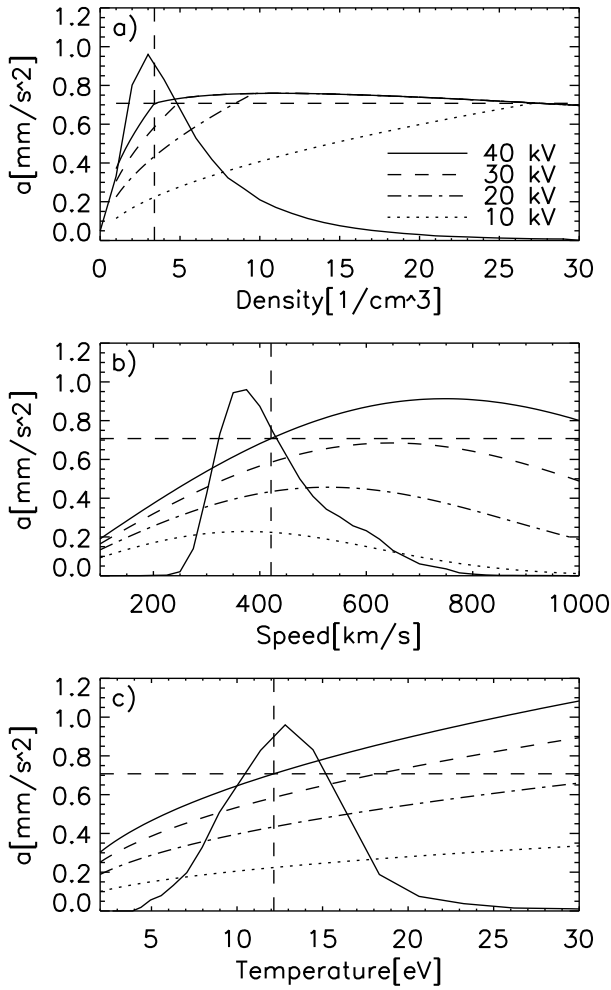 a)
1.2
1.0
0.8
0.6
0.4
0.2
0.0
a[mm/s^2]
40 kV
30 kV
20 kV
10 kV
0 5 10 15 20 25 30
Density[1/cm^3]
b)
1.2
1.0
0.8
0.6
0.4
0.2
0.0
a[mm/s^2]
200 400 600 800 1000
Speed[km/s]
c)
1.2
1.0
0.8
0.6
0.4
0.2
0.0
a[mm/s^2]
5 10 15 20 25 30
Temperature[eV]